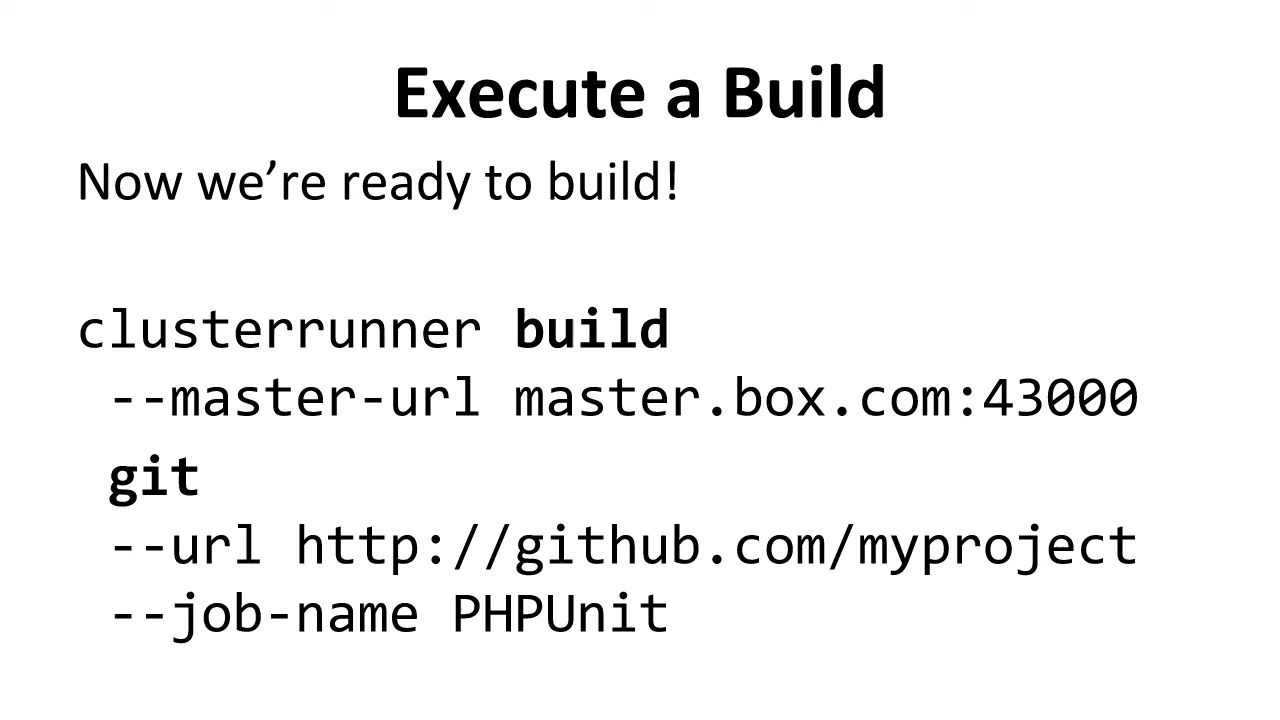 Execute a Build
Now we’re ready to build!
clusterrunner build
--master-url master.box.com:43000
git
--url http://github.com/myproject
--job-name PHPUnit